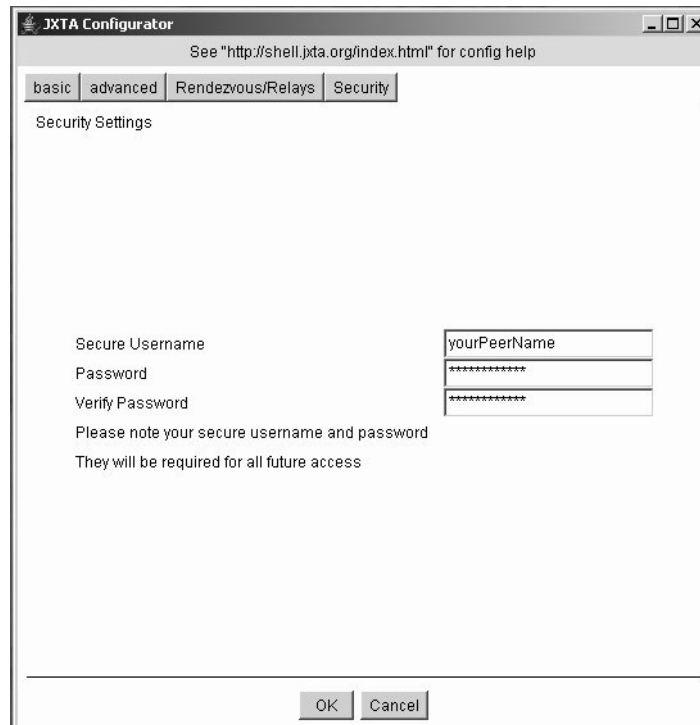 JXTA Configurator
See "http://shell.jxta.org/index.html" for config help
basic advanced Rendezvous/Relays Security
Security Settings
Secure Username yourPeerName
Password ************
Verify Password ************
Please note your secure username and password
They will be required for all future access
OK Cancel